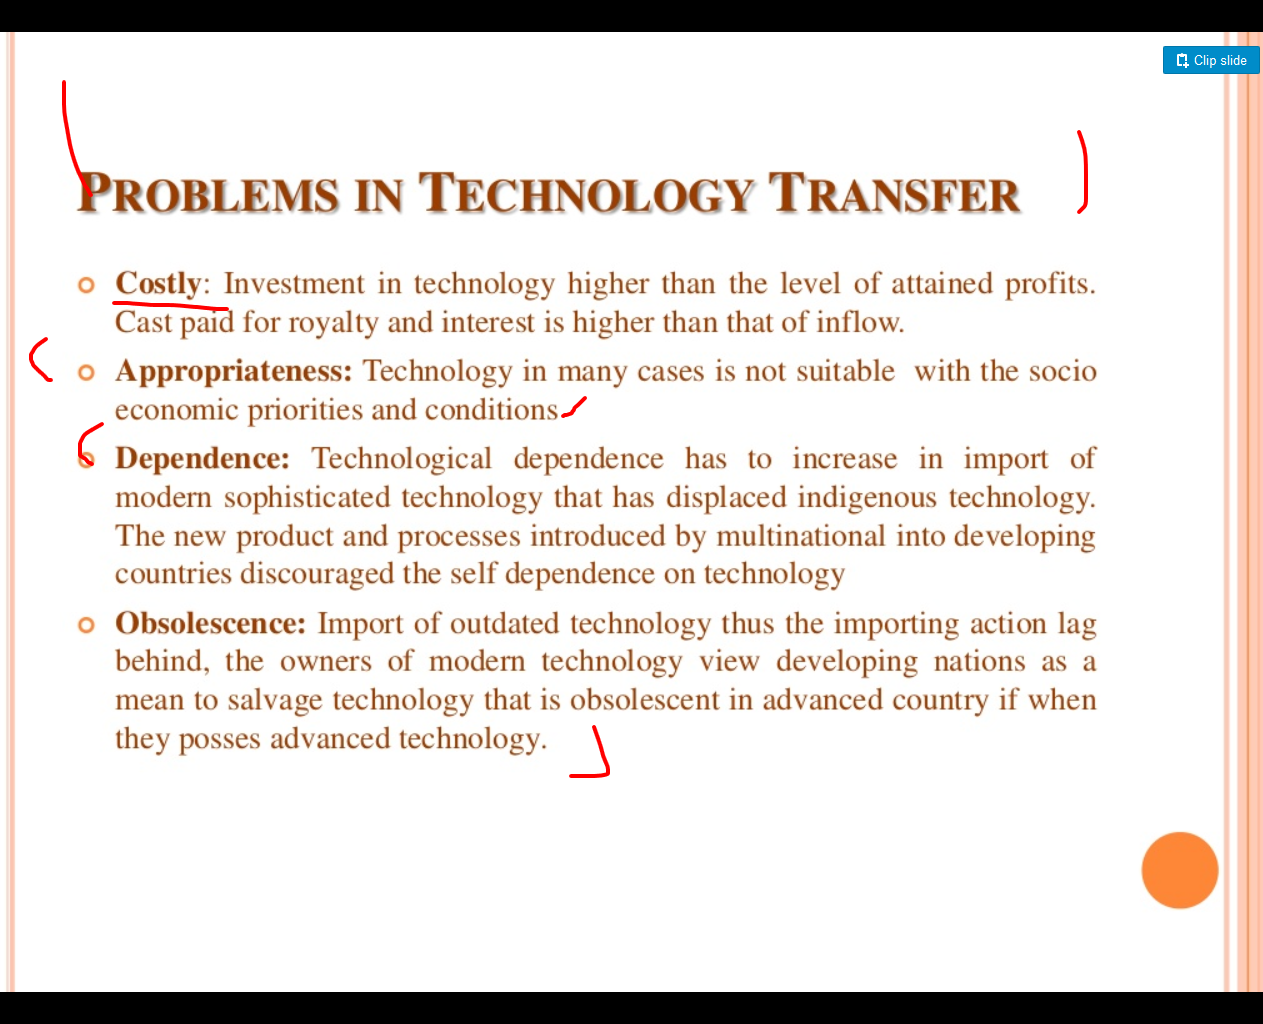 Clip slide
PROBLEMS IN TECHNOLOGY TRANSFER
Costly: Investment in technology higher than the level of attained profits.
Cast paid for royalty and interest is higher than that of inflow.
Appropriateness: Technology in many cases is not suitable with the socio
economic priorities and conditions
Dependence: Technological dependence has to increase in import of
modern sophisticated technology that has displaced indigenous technology.
The new product and processes introduced by multinational into developing
countries discouraged the self dependence on technology
Obsolescence: Import of outdated technology thus the importing action lag
behind, the owners of modern technology view developing nations as a
mean to salvage technology that is obsolescent in advanced country if when
they posses advanced technology.